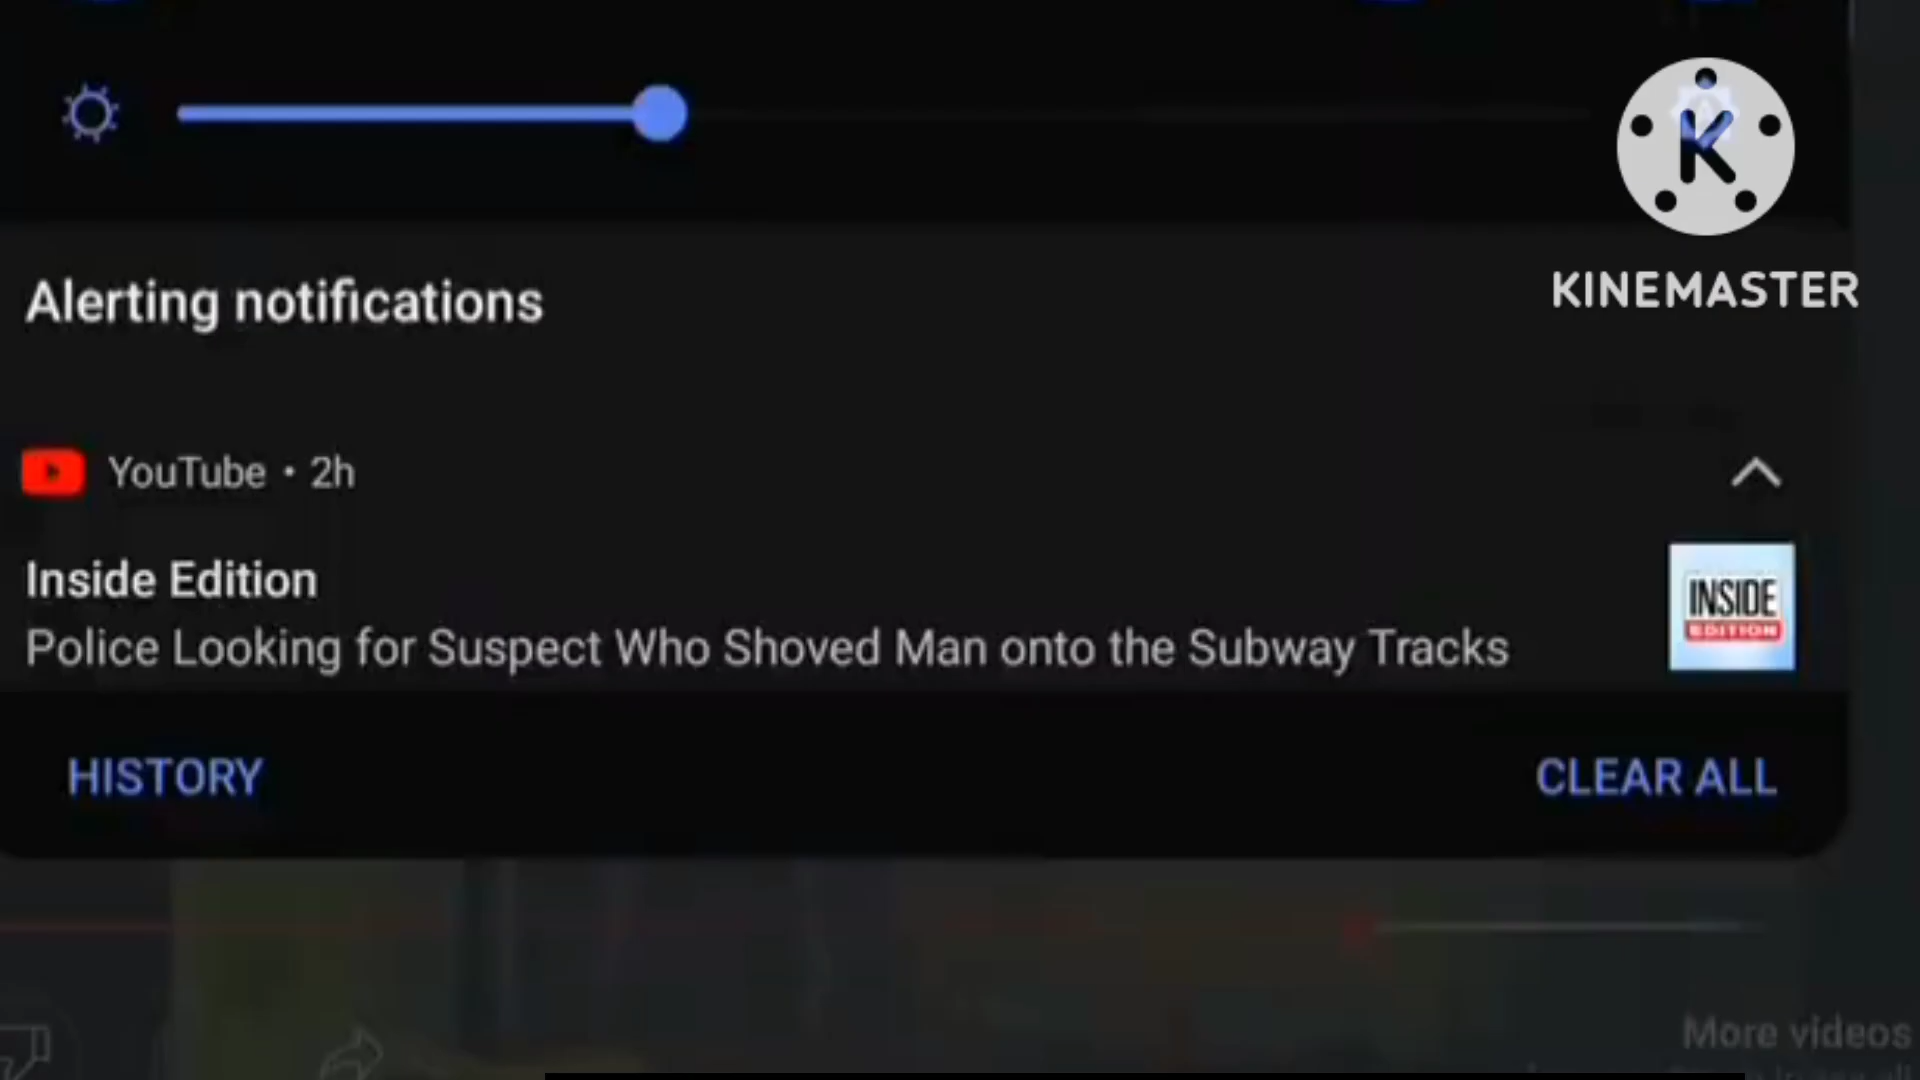 K
KINEMASTER
Alerting notifications
YouTube • 2h
Inside Edition
Police Looking for Suspect Who Shoved Man onto the Subway Tracks
INSIDE
EDITION
HISTORY
CLEAR ALL
More videos